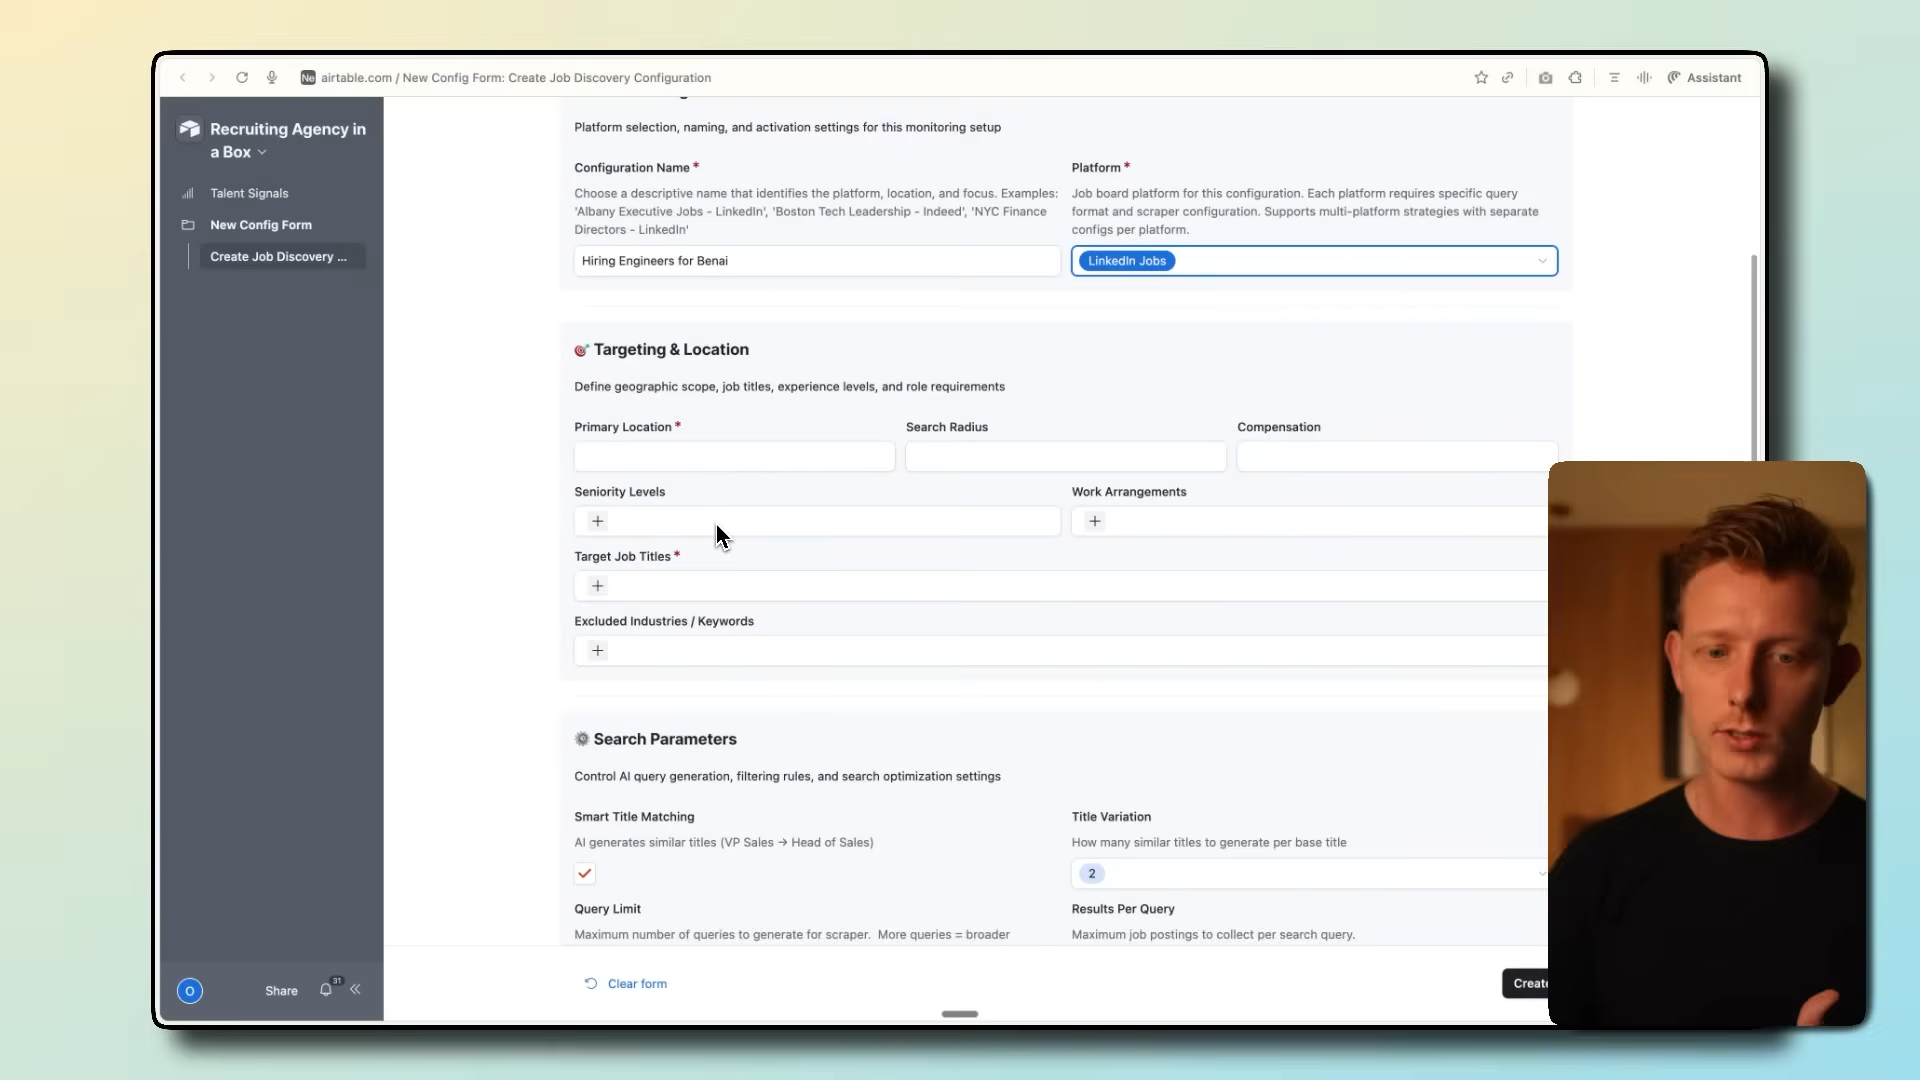 Ne airtable.com / New Config Form: Create Job Discovery Configuration
Assistant
Recruiting Agency in
a Box
Talent Signals
New Config Form
Create Job Discovery ...
O
Share
31
Platform selection, naming, and activation settings for this monitoring setup
Configuration Name *
Choose a descriptive name that identifies the platform, location, and focus. Examples:
'Albany Executive Jobs - LinkedIn', 'Boston Tech Leadership - Indeed', 'NYC Finance
Directors - LinkedIn'
Hiring Engineers for Benai
Platform *
Job board platform for this configuration. Each platform requires specific query
format and scraper configuration. Supports multi-platform strategies with separate
configs per platform.
LinkedIn Jobs
Targeting & Location
Define geographic scope, job titles, experience levels, and role requirements
Primary Location *
Search Radius
Compensation
Seniority Levels
Work Arrangements
Target Job Titles *
Excluded Industries / Keywords
Search Parameters
Control AI query generation, filtering rules, and search optimization settings
Smart Title Matching
AI generates similar titles (VP Sales → Head of Sales)
Title Variation
How many similar titles to generate per base title
2
Query Limit
Maximum number of queries to generate for scraper. More queries = broader
Results Per Query
Maximum job postings to collect per search query.
Clear form
Create